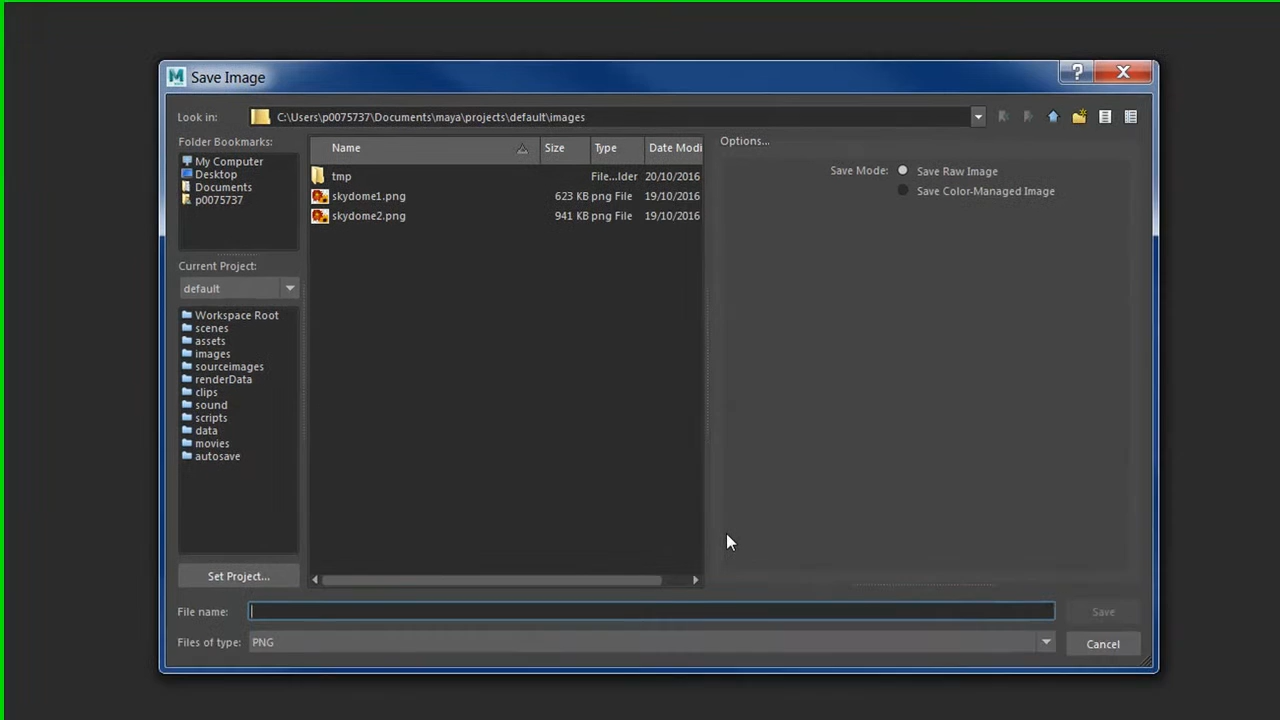 M Save Image ?
Look in: C:\Users\p0075737\Documents\maya\projects\default\images
Folder Bookmarks:
My Computer
Desktop
Documents
p0075737
Current Project:
default
Workspace Root
scenes
assets
images
sourceimages
renderData
clips
sound
scripts
data
movies
autosave
Set Project...
Name Size Type Date Modi
tmp File...lder 20/10/2016
skydome1.png 623 KB png File 19/10/2016
skydome2.png 941 KB png File 19/10/2016
Options...
Save Mode: Save Raw Image
Save Color-Managed Image
File name: Save
Files of type: PNG Cancel